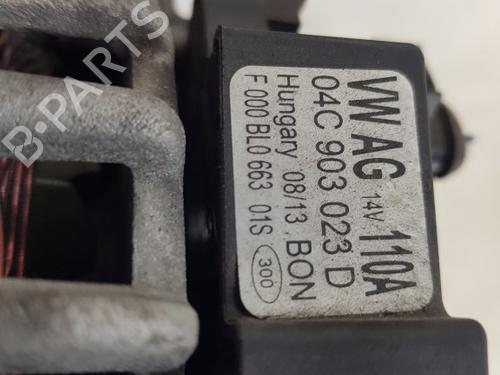 VW AG 14V 110A
04C 903 023 D
Hungary 08/13 . BON
F 000 BL0 663 01S 300
B-PARTS